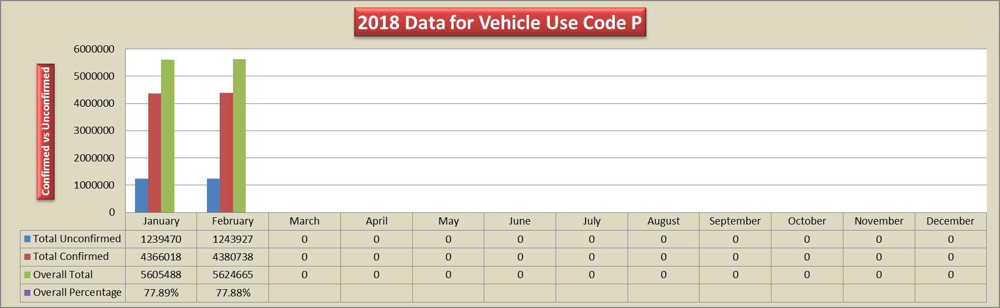 2018 Data for Vehicle Use Code P
Confirmed vs Unconfirmed
6000000
5000000
4000000
3000000
2000000
1000000
0
January February March April May June July August September October November December
Total Unconfirmed 1239470 1243927 0 0 0 0 0 0 0 0 0 0
Total Confirmed 4366018 4380738 0 0 0 0 0 0 0 0 0 0
Overall Total 5605488 5624665 0 0 0 0 0 0 0 0 0 0
Overall Percentage 77.89% 77.88%